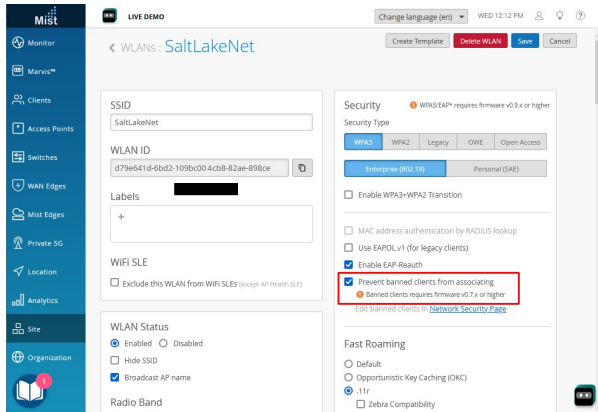 Mist
LIVE DEMO
Change language (en)
WED 12:12 PM
Monitor
Marvis™
Clients
Access Points
Switches
WAN Edges
Mist Edges
Private 5G
Location
Analytics
Site
Organization
1
< WLANs : SaltLakeNet
Create Template
Delete WLAN
Save
Cancel
SSID
SaltLakeNet
WLAN ID
d79e641d-6bd2-109bc00 4cb8-82ae-898ce
Labels
+
WiFi SLE
Exclude this WLAN from WiFi SLEs (except AP Health SLE)
WLAN Status
Enabled Disabled
Hide SSID
Broadcast AP name
Radio Band
Security
WPA3/EAP* requires firmware v0.9.x or higher
Security Type
WPA3 WPA2 Legacy OWE Open Access
Enterprise (802.1X) Personal (SAE)
Enable WPA3+WPA2 Transition
MAC address authentication by RADIUS lookup
Use EAPOL v1 (for legacy clients)
Enable EAP-Reauth
Prevent banned clients from associating
Banned clients requires firmware v0.7.x or higher
Edit banned clients in Network Security Page
Fast Roaming
Default
Opportunistic Key Caching (OKC)
.11r
Zebra Compatibility